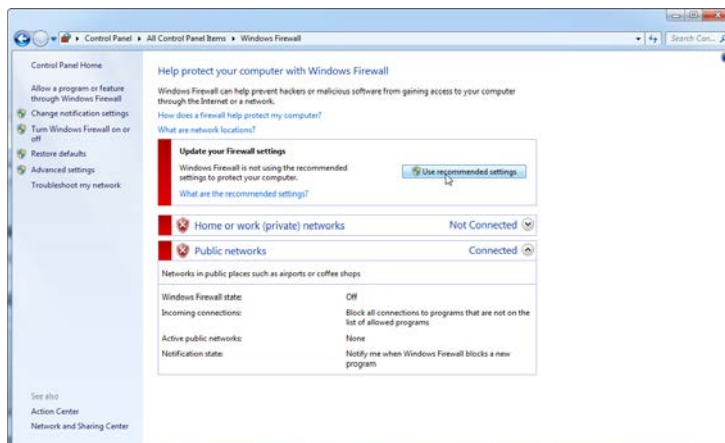 Control Panel ▸ All Control Panel Items ▸ Windows Firewall
Search Con...
Control Panel Home
Allow a program or feature
through Windows Firewall
Change notification settings
Turn Windows Firewall on or
off
Restore defaults
Advanced settings
Troubleshoot my network
See also
Action Center
Network and Sharing Center
Help protect your computer with Windows Firewall
Windows Firewall can help prevent hackers or malicious software from gaining access to your computer
through the Internet or a network.
How does a firewall help protect my computer?
What are network locations?
Update your Firewall settings
Windows Firewall is not using the recommended
settings to protect your computer.
What are the recommended settings?
Use recommended settings
Home or work (private) networks Not Connected
Public networks Connected
Networks in public places such as airports or coffee shops
Windows Firewall state: Off
Incoming connections: Block all connections to programs that are not on the
list of allowed programs
Active public networks: None
Notification state: Notify me when Windows Firewall blocks a new
program